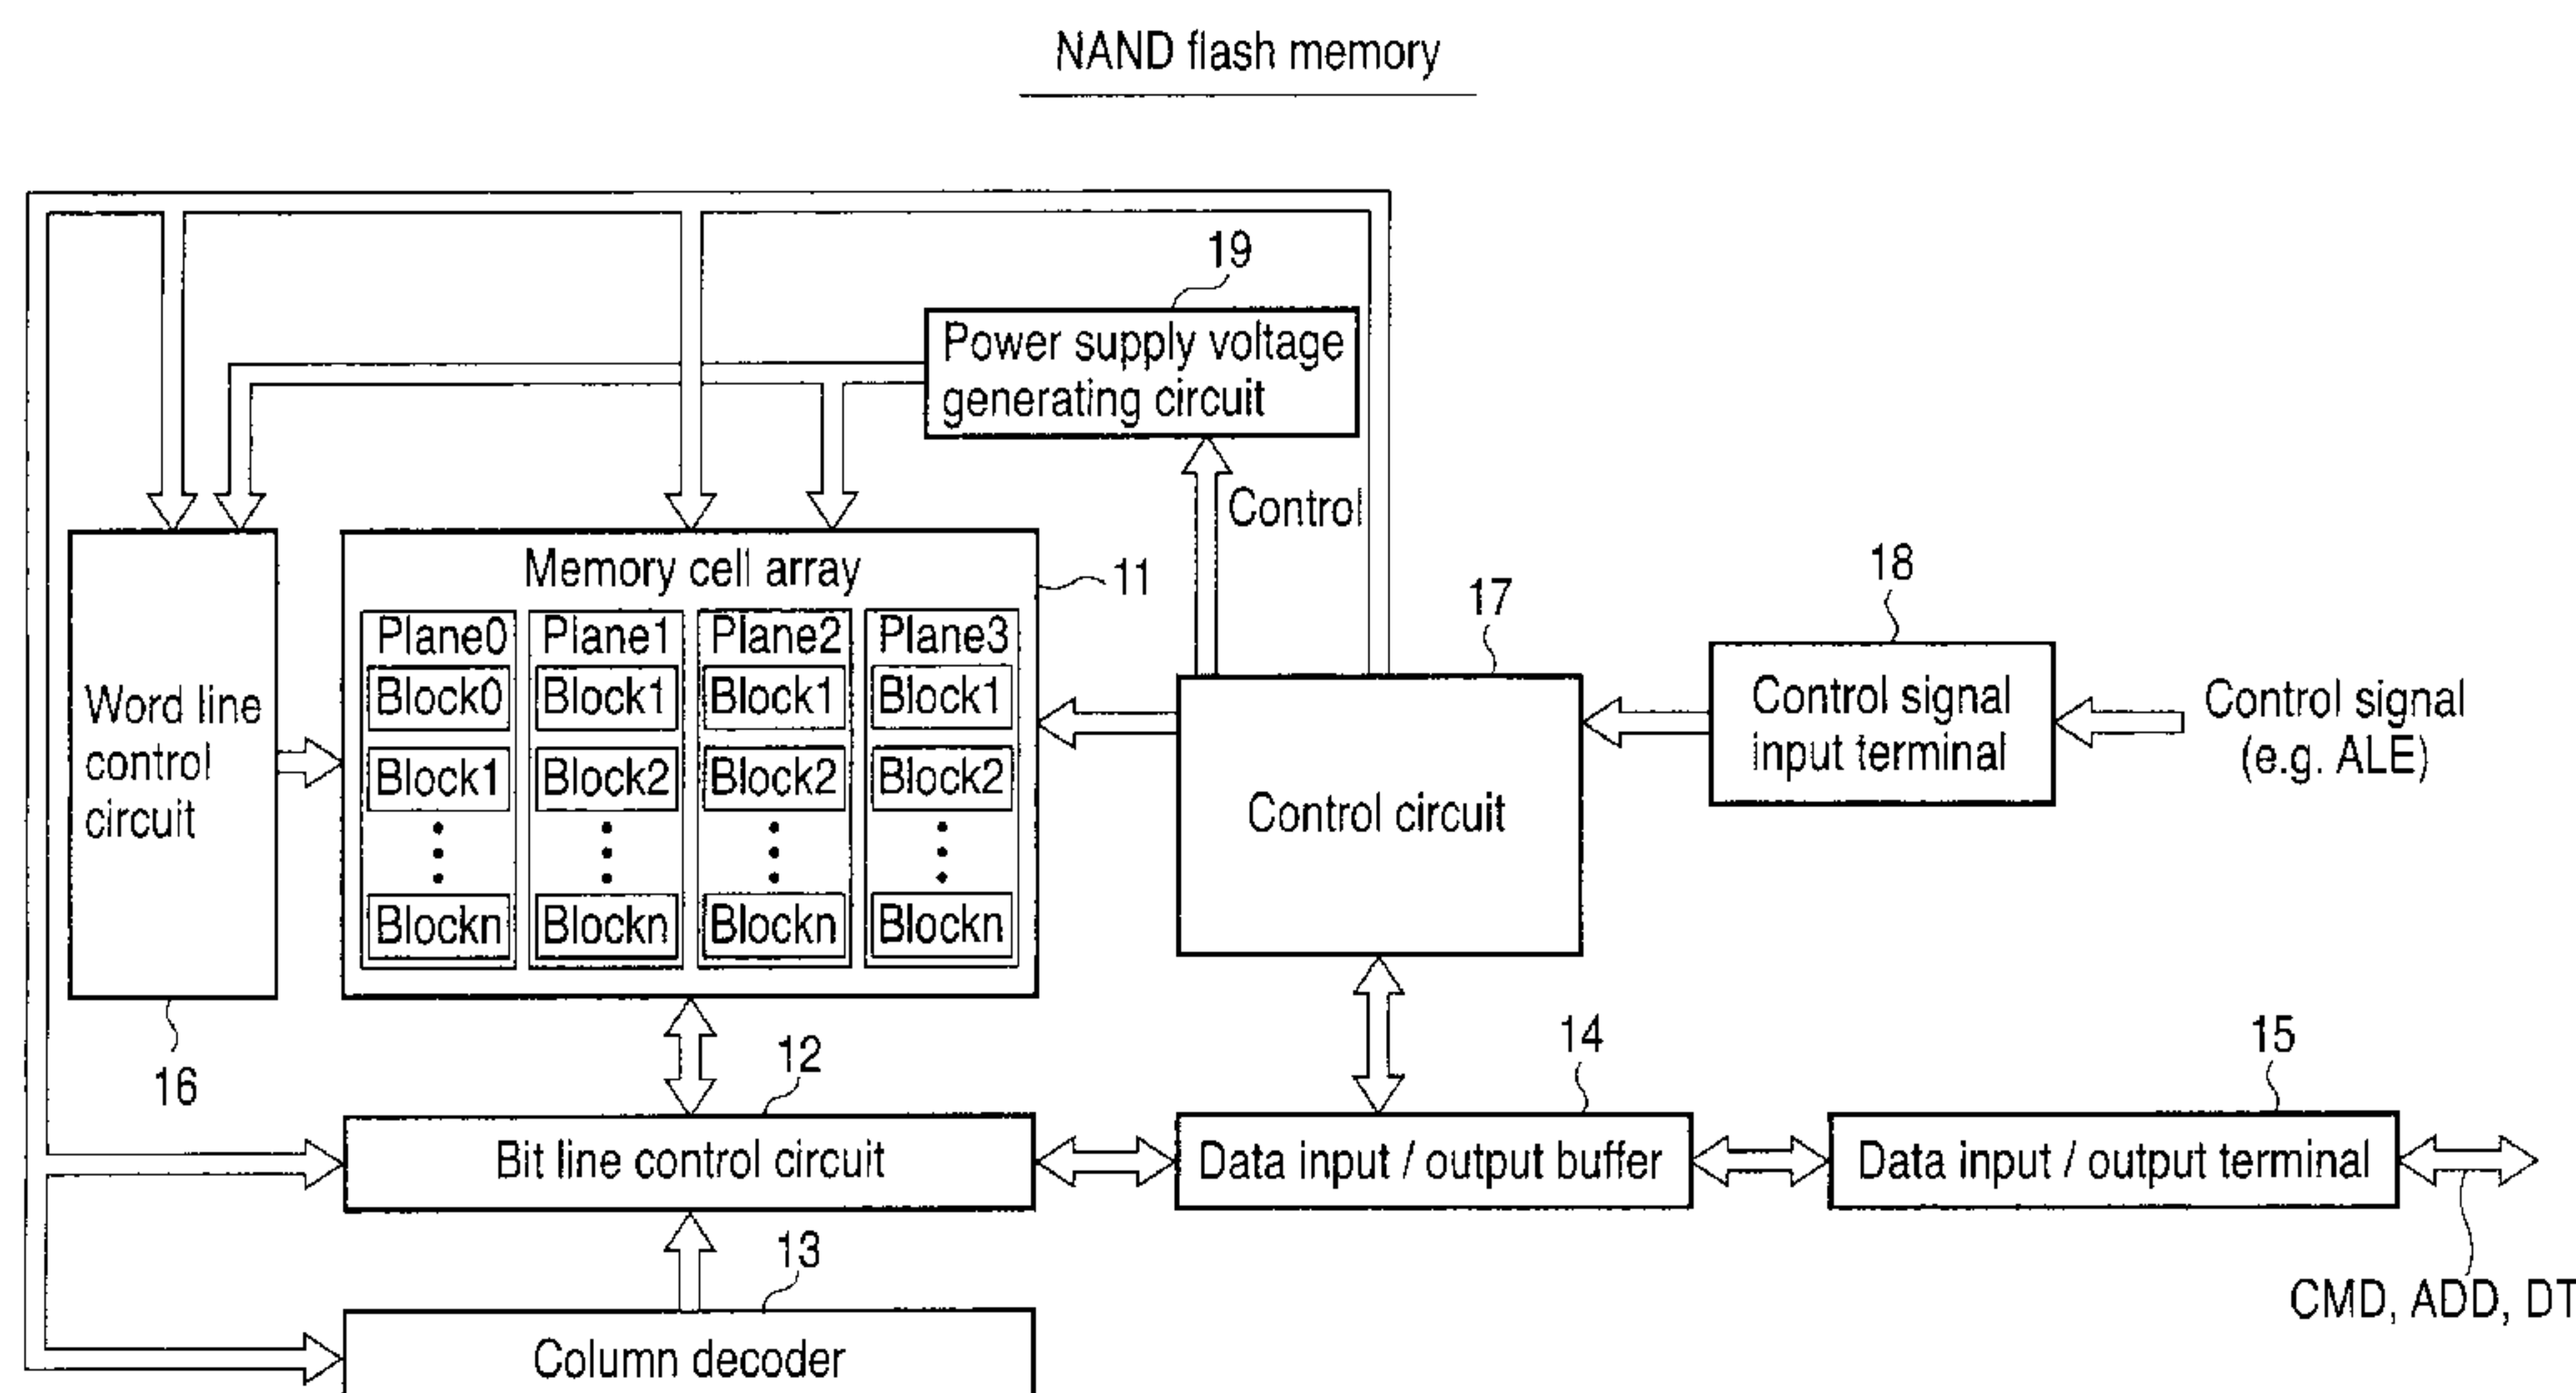 NAND flash memory
19
Power supply voltage
generating circuit
Control
Memory cell array
11
Plane0
Block0
Block1
Blockn
Plane1
Block1
Block2
Blockn
Plane2
Block1
Block2
Blockn
Plane3
Block1
Block2
Blockn
Word line
control
circuit
16
17
Control circuit
18
Control signal
input terminal
Control signal
(e.g. ALE)
12
Bit line control circuit
14
Data input / output buffer
15
Data input / output terminal
CMD, ADD, DT
13
Column decoder